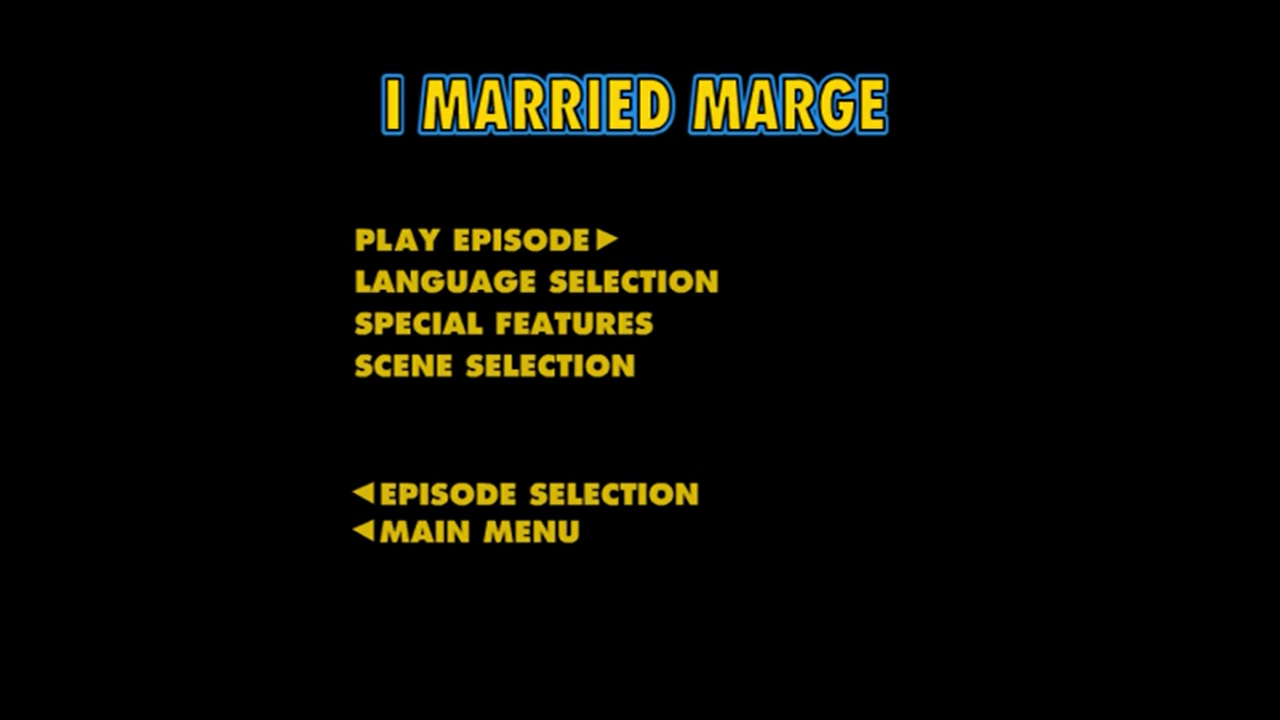 I MARRIED MARGE
PLAY EPISODE►
LANGUAGE SELECTION
SPECIAL FEATURES
SCENE SELECTION
◄EPISODE SELECTION
◄MAIN MENU